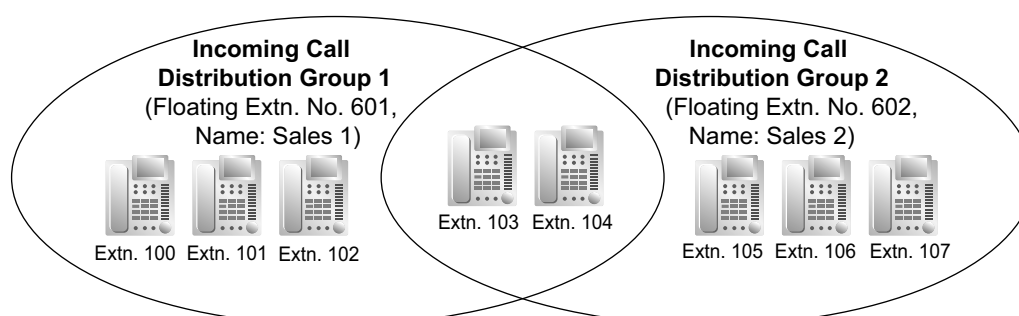 Incoming Call
Distribution Group 1
(Floating Extn. No. 601,
Name: Sales 1)
Extn. 100 Extn. 101 Extn. 102
Extn. 103 Extn. 104
Incoming Call
Distribution Group 2
(Floating Extn. No. 602,
Name: Sales 2)
Extn. 105 Extn. 106 Extn. 107